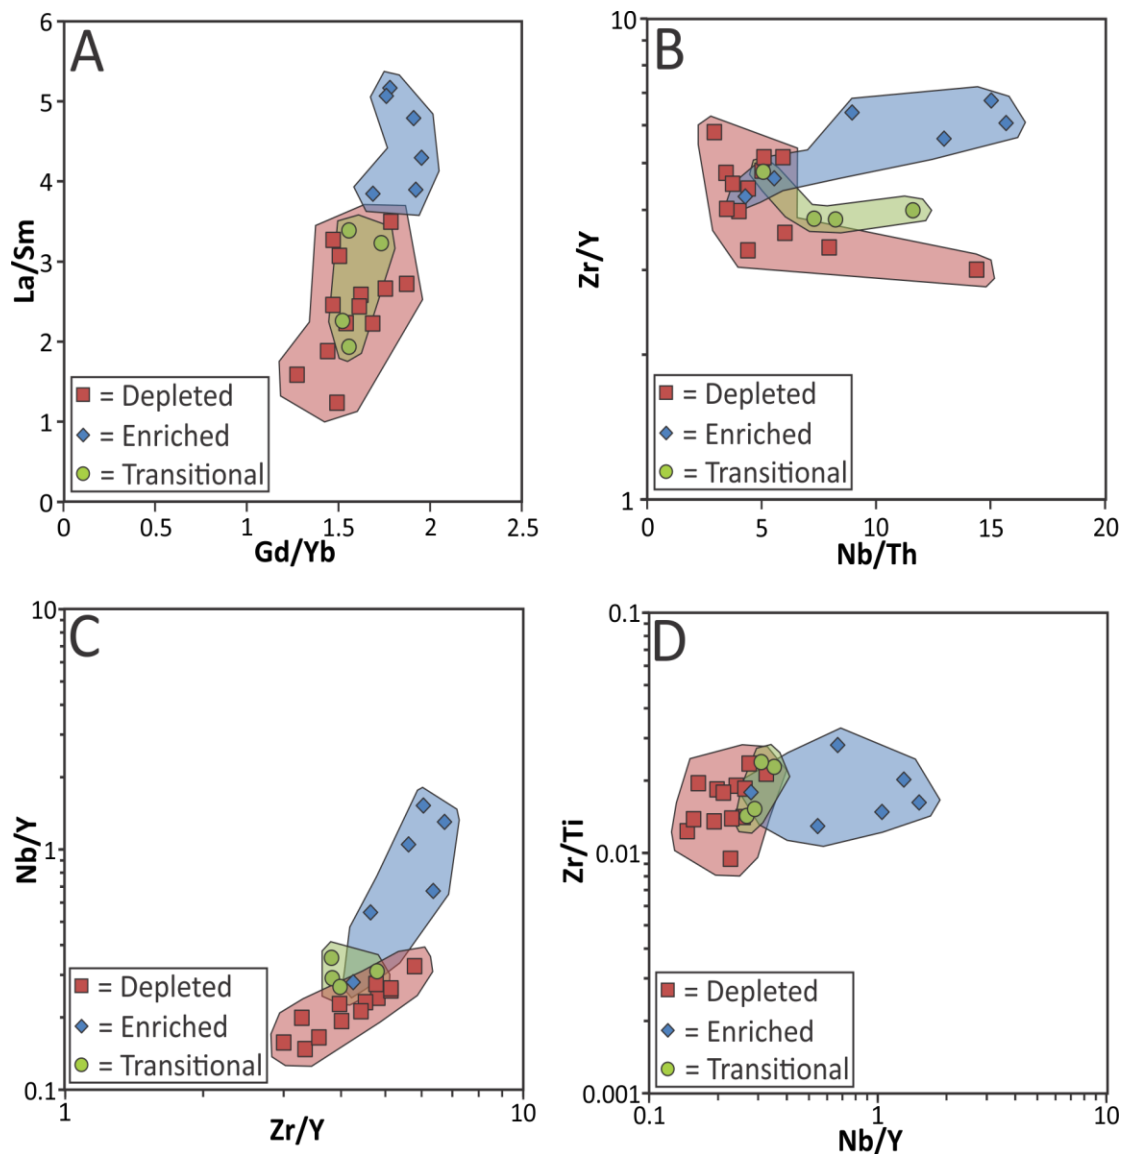 A
La/Sm
6
5
4
3
2
1
0
0 0.5 1 1.5 2 2.5
Gd/Yb
= Depleted
= Enriched
= Transitional
B
Zr/Y
10
1
0 5 10 15 20
Nb/Th
= Depleted
= Enriched
= Transitional
C
Nb/Y
10
1
0.1
1 10
Zr/Y
= Depleted
= Enriched
= Transitional
D
Zr/Ti
0.1
0.01
0.001
0.1 1 10
Nb/Y
= Depleted
= Enriched
= Transitional